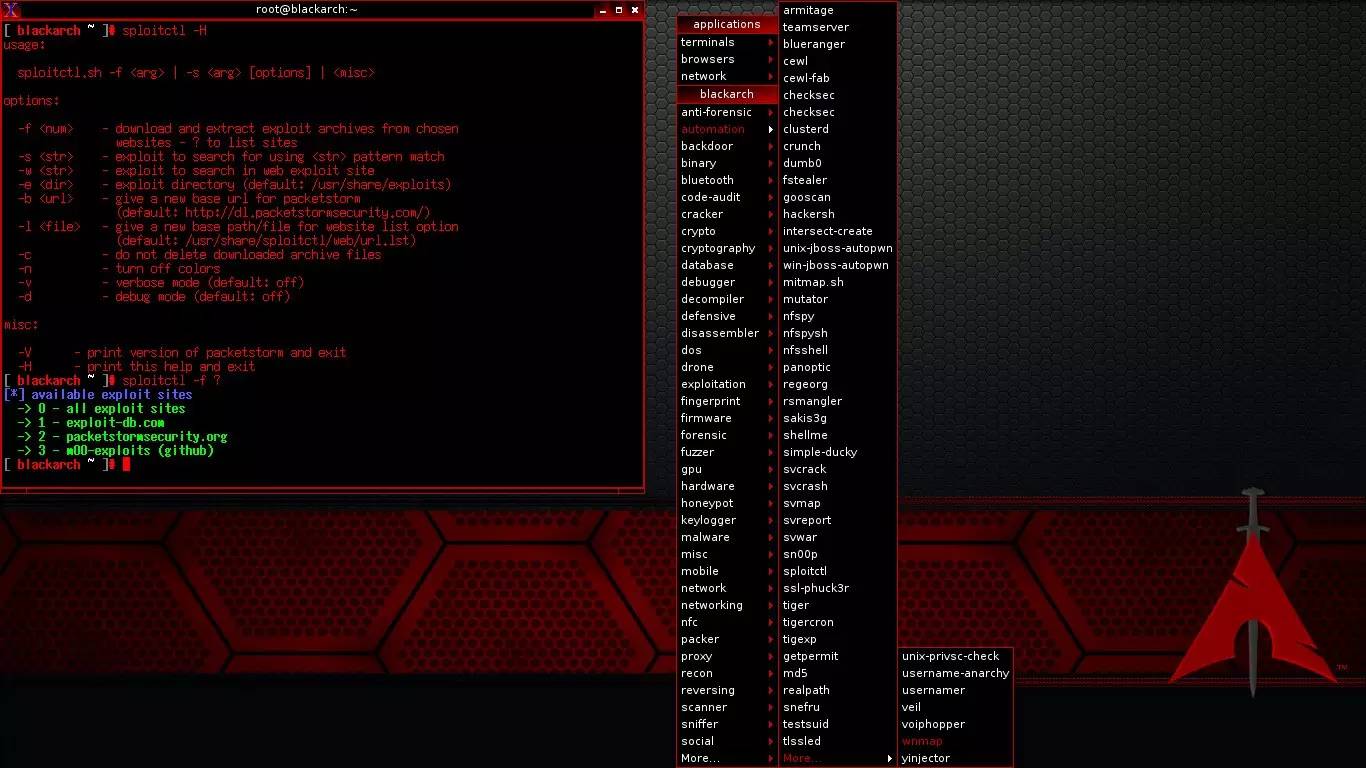 root@blackarch:~
[ blackarch ~ ]# sploitctl -H
usage:
sploitctl.sh -f <arg> | -s <arg> [options] | <misc>
options:
-f <num> - download and extract exploit archives from chosen
websites - ? to list sites
-s <str> - exploit to search for using <str> pattern match
-w <str> - exploit to search in web exploit site
-e <dir> - exploit directory (default: /usr/share/exploits)
-b <url> - give a new base url for packetstorm
(default: http://dl.packetstormsecurity.com/)
-l <file> - give a new base path/file for website list option
(default: /usr/share/sploitctl/web/url.lst)
-c - do not delete downloaded archive files
-n - turn off colors
-v - verbose mode (default: off)
-d - debug mode (default: off)
misc:
-V - print version of packetstorm and exit
-H - print this help and exit
[ blackarch ~ ]# sploitctl -f ?
[*] available exploit sites
-> 0 - all exploit sites
-> 1 - exploit-db.com
-> 2 - packetstormsecurity.org
-> 3 - m00-exploits (github)
[ blackarch ~ ]#
applications
terminals
browsers
network
blackarch
anti-forensic
automation
backdoor
binary
bluetooth
code-audit
cracker
crypto
cryptography
database
debugger
decompiler
defensive
disassembler
dos
drone
exploitation
fingerprint
firmware
forensic
fuzzer
gpu
hardware
honeypot
keylogger
malware
misc
mobile
network
networking
nfc
packer
proxy
recon
reversing
scanner
sniffer
social
More...
armitage
teamserver
blueranger
cewl
cewl-fab
checksec
checksec
clusterd
crunch
dumb0
fstealer
gooscan
hackersh
intersect-create
unix-jboss-autopwn
win-jboss-autopwn
mitmap.sh
mutator
nfspy
nfspysh
nfsshell
panoptic
regeorg
rsmangler
sakis3g
shellme
simple-ducky
svcrack
svcrash
svmap
svreport
svwar
sn00p
sploitctl
ssl-phuck3r
tiger
tigercron
tigexp
getpermit
md5
realpath
snefru
testsuid
tlssled
More...
unix-privsc-check
username-anarchy
usernamer
veil
voiphopper
wnmap
yinjector
TM